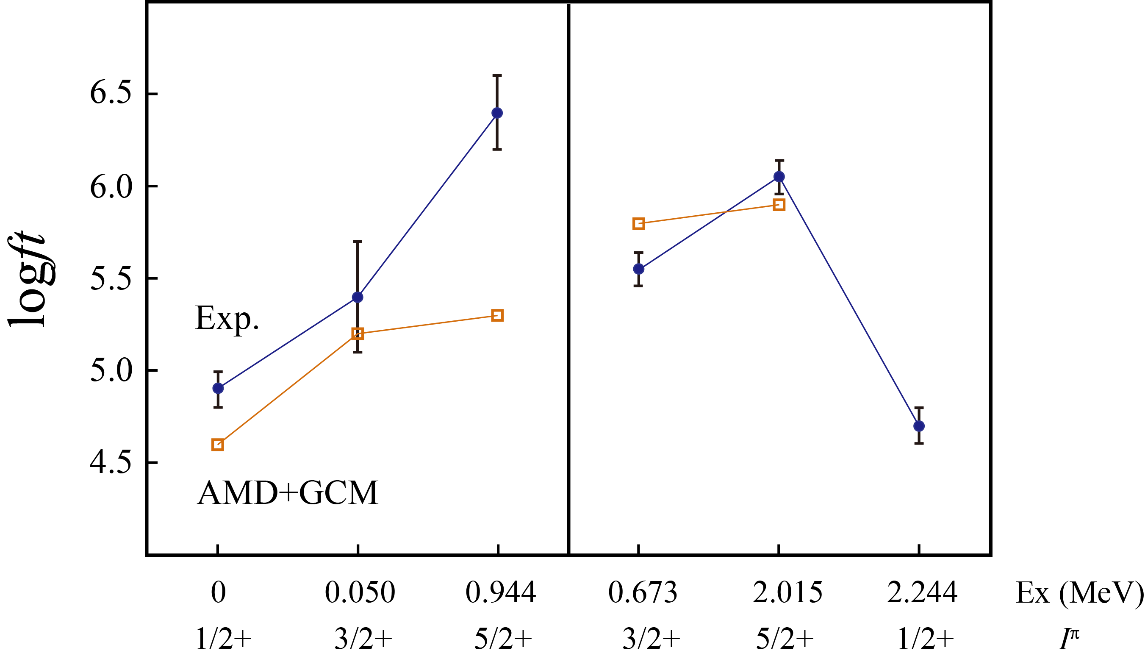 6.5
6.0
logft
5.5
Exp.
5.0
4.5
AMD+GCM
0 0.050 0.944 0.673 2.015 2.244 Ex (MeV)
1/2+ 3/2+ 5/2+ 3/2+ 5/2+ 1/2+ Iπ